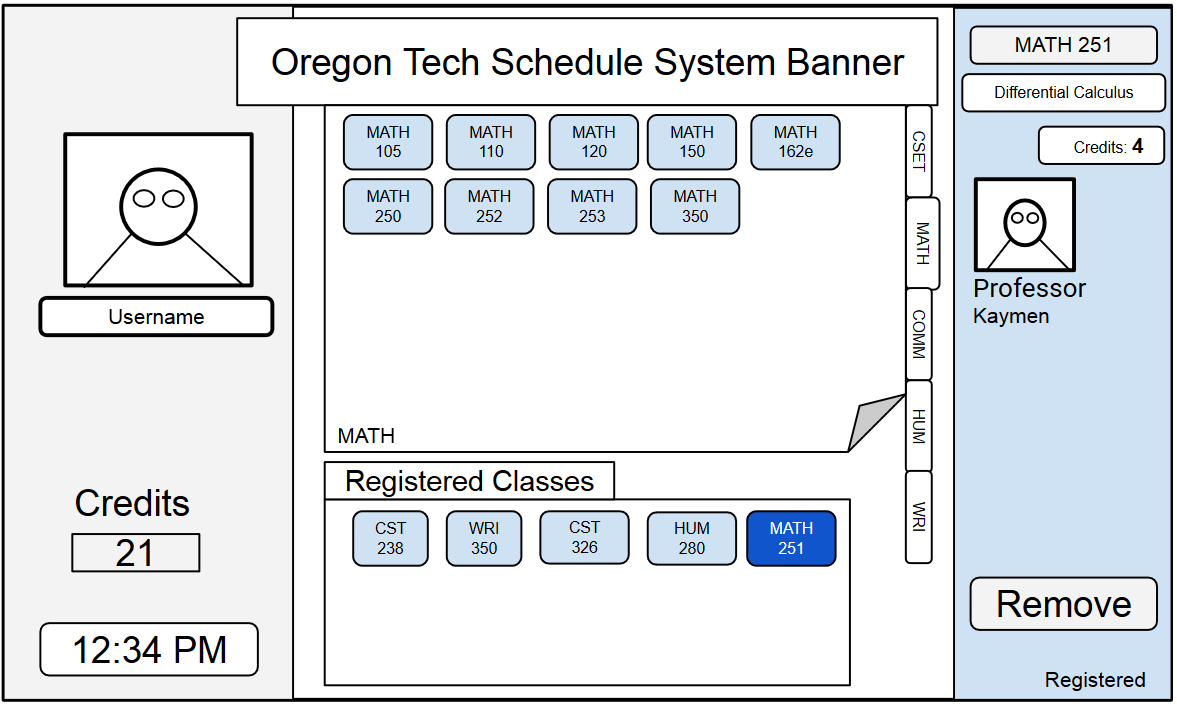 Oregon Tech Schedule System Banner
Username
Credits
21
12:34 PM
MATH
105
MATH
110
MATH
120
MATH
150
MATH
162e
MATH
250
MATH
252
MATH
253
MATH
350
MATH
CSET
MATH
COMM
HUM
WRI
Registered Classes
CST
238
WRI
350
CST
326
HUM
280
MATH
251
MATH 251
Differential Calculus
Credits: 4
Professor
Kaymen
Remove
Registered